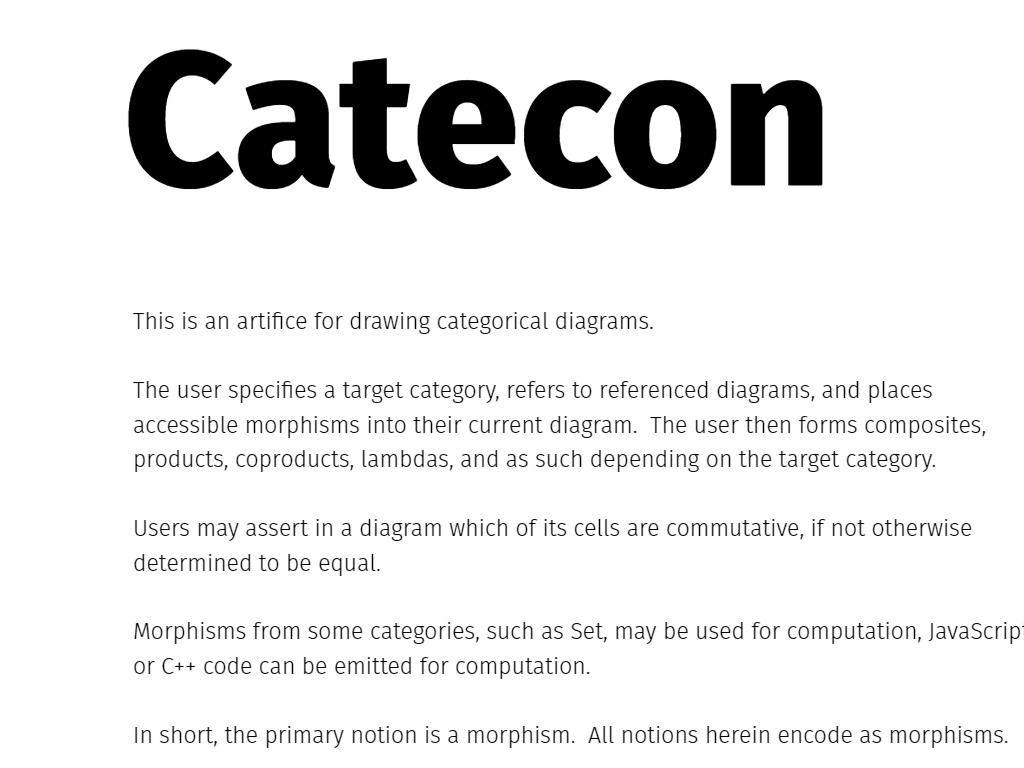 Catecon
This is an artifice for drawing categorical diagrams.
The user specifies a target category, refers to referenced diagrams, and places
accessible morphisms into their current diagram.  The user then forms composites,
products, coproducts, lambdas, and as such depending on the target category.
Users may assert in a diagram which of its cells are commutative, if not otherwise
determined to be equal.
Morphisms from some categories, such as Set, may be used for computation, JavaScript
or C++ code can be emitted for computation.
In short, the primary notion is a morphism.  All notions herein encode as morphisms.